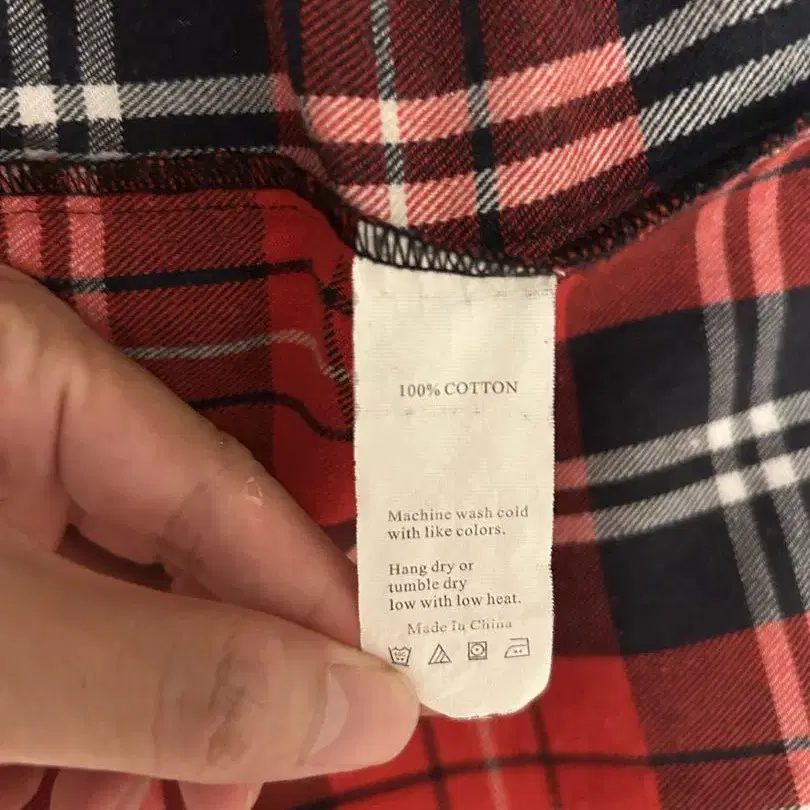 100% COTTON
Machine wash cold
with like colors.
Hang dry or
tumble dry
low with low heat.
Made In China